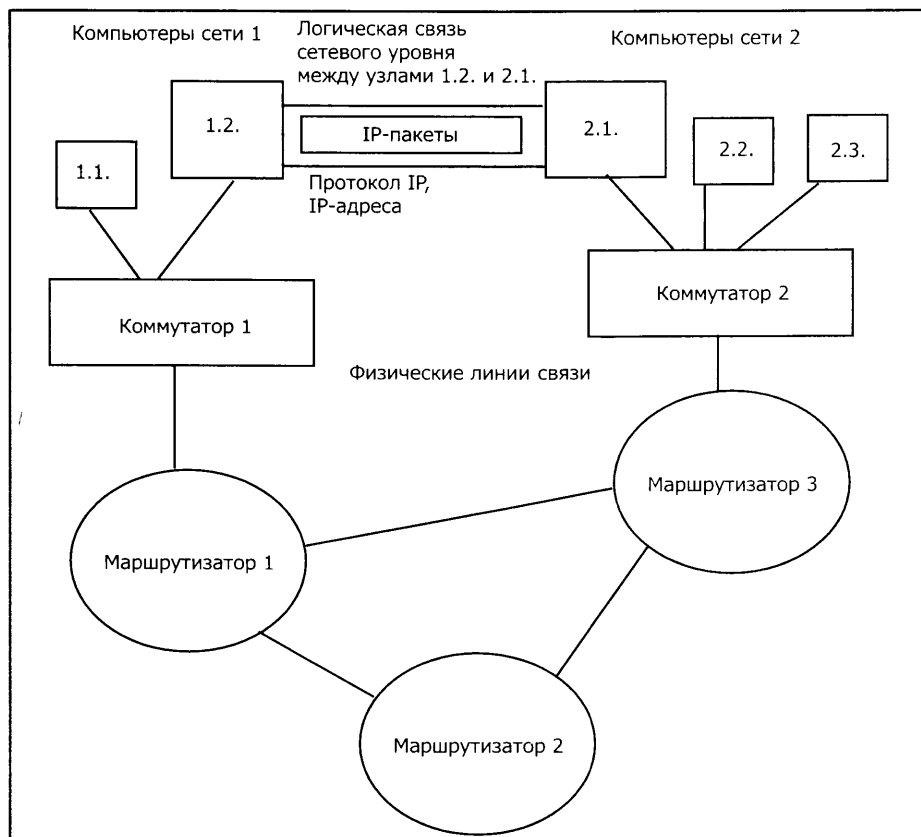 Компьютеры сети 1
Логическая связь
сетевого уровня
между узлами 1.2. и 2.1.
Компьютеры сети 2
1.1.
1.2.
IP-пакеты
2.1.
2.2.
2.3.
Протокол IP,
IP-адреса
Коммутатор 1
Коммутатор 2
Физические линии связи
Маршрутизатор 1
Маршрутизатор 3
Маршрутизатор 2